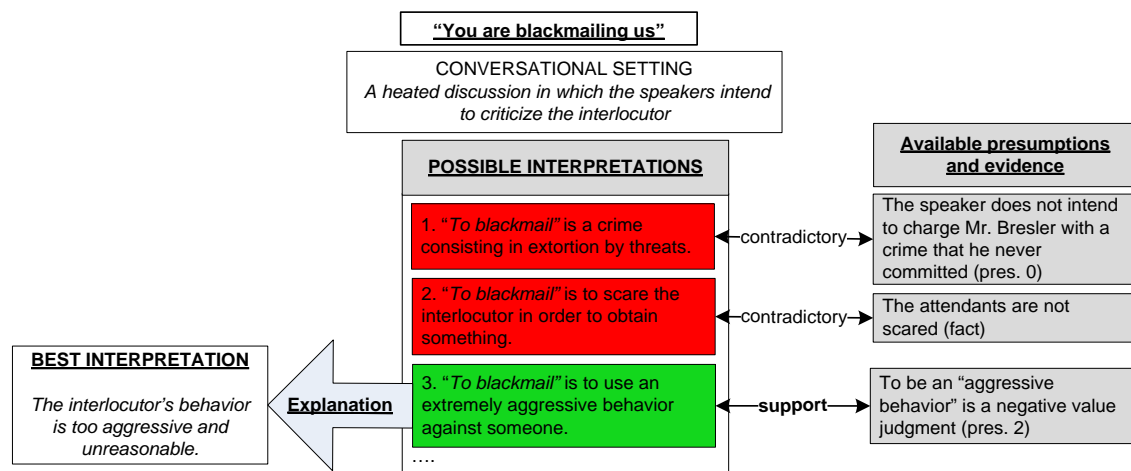 “You are blackmailing us”
CONVERSATIONAL SETTING
A heated discussion in which the speakers intend
to criticize the interlocutor
POSSIBLE INTERPRETATIONS
1. “To blackmail” is a crime
consisting in extortion by threats.
2. “To blackmail” is to scare the
interlocutor in order to obtain
something.
3. “To blackmail” is to use an
extremely aggressive behavior
against someone.
....
contradictory
contradictory
support
Available presumptions
and evidence
The speaker does not intend
to charge Mr. Bresler with a
crime that he never
committed (pres. 0)
The attendants are not
scared (fact)
To be an “aggressive
behavior” is a negative value
judgment (pres. 2)
Explanation
BEST INTERPRETATION
The interlocutor’s behavior
is too aggressive and
unreasonable.